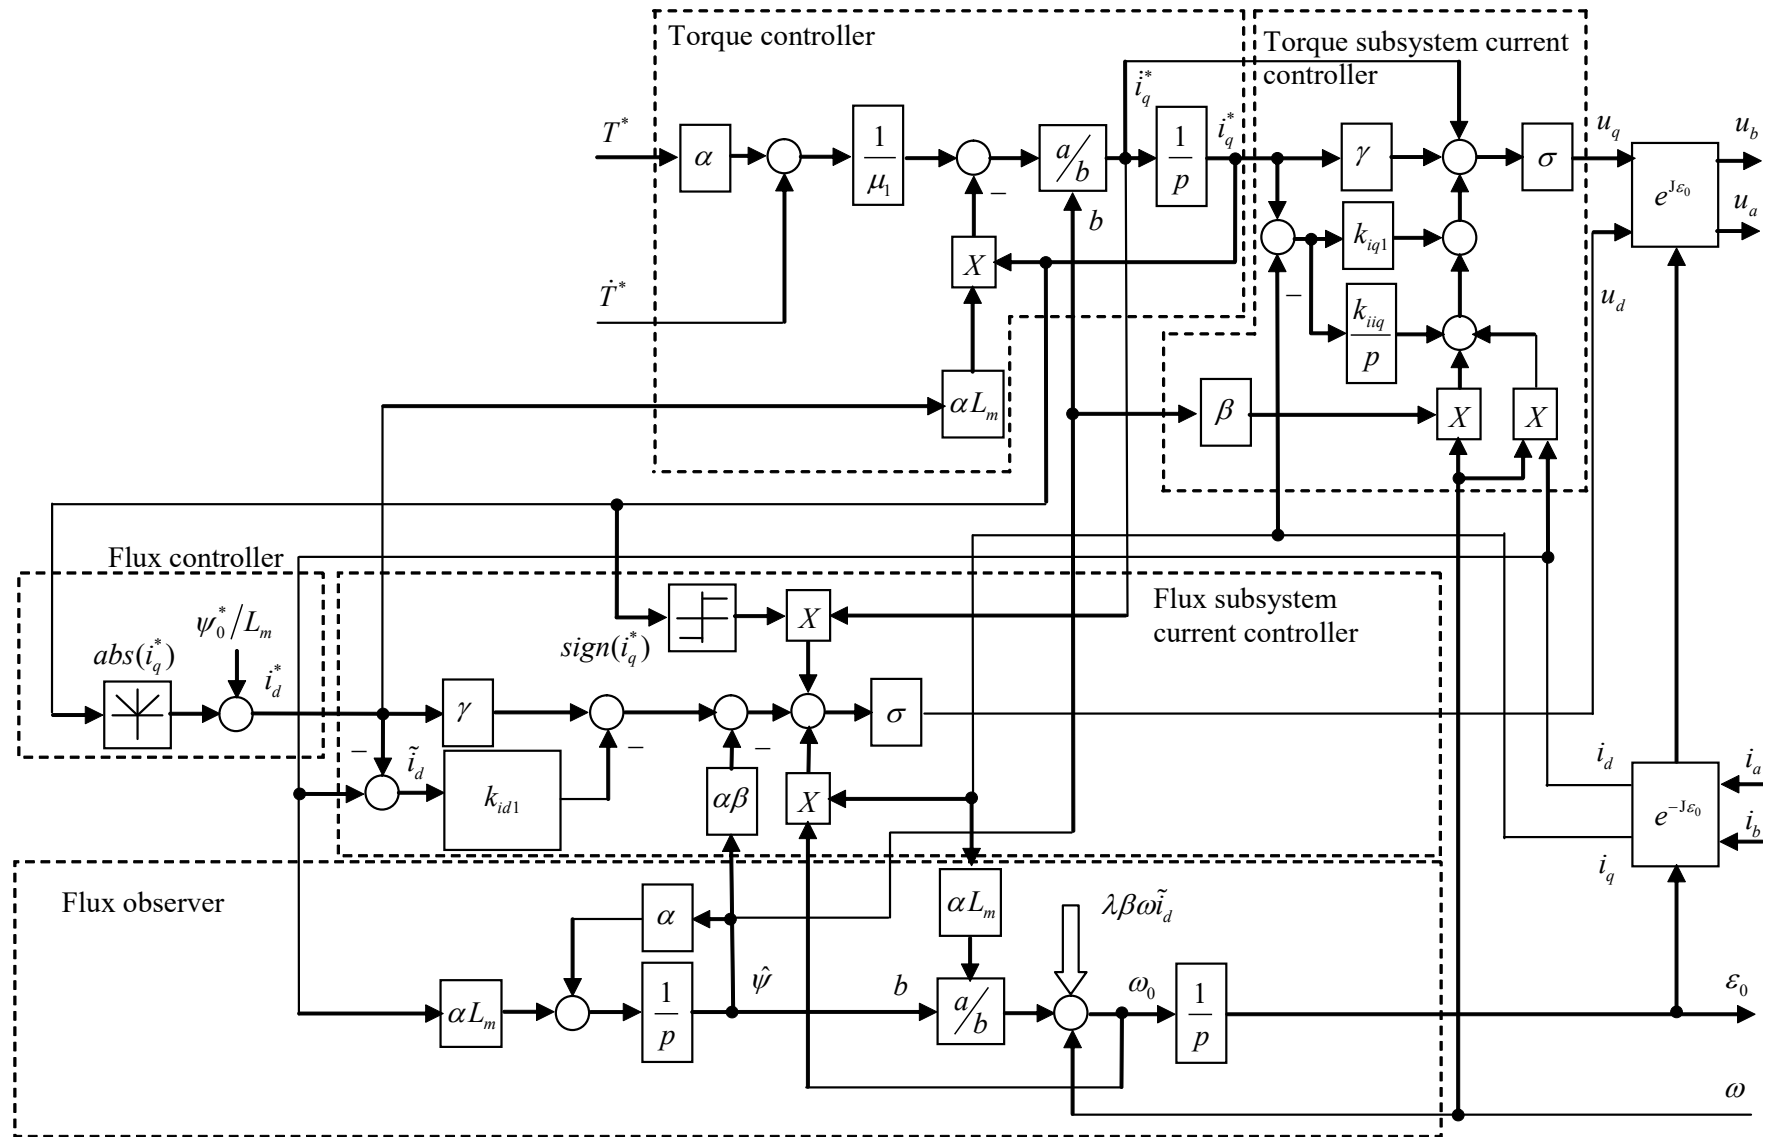 Torque controller
Torque subsystem current
controller
T*
α
1
μ₁
a/b
i̇q*
1
p
iq*
γ
σ
uq
e^Jε₀
ub
ua
–
b
kiq1
X
Ṫ*
–
kiiq
p
ud
αLm
β
X
X
Flux controller
Flux subsystem
current controller
ψ₀*/Lm
abs(iq*)
id*
sign(iq*)
X
γ
σ
–
ĩd
–
–
kid1
αβ
X
id
iq
e^−Jε₀
ia
ib
Flux observer
α
αLm
λβωĩd
αLm
1
p
ψ̂
b
a/b
ω₀
1
p
ε₀
ω